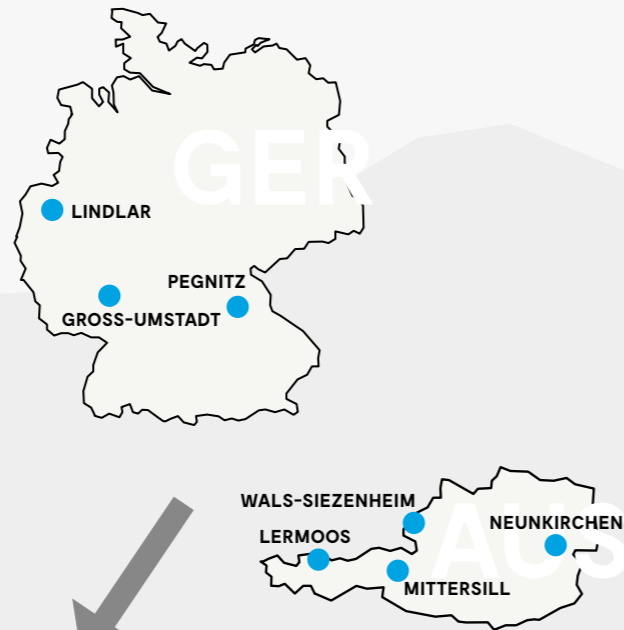 GER
LINDLAR
PEGNITZ
GROSS-UMSTADT
WALS-SIEZENHEIM
NEUNKIRCHEN
LERMOOS
AUS
MITTERSILL